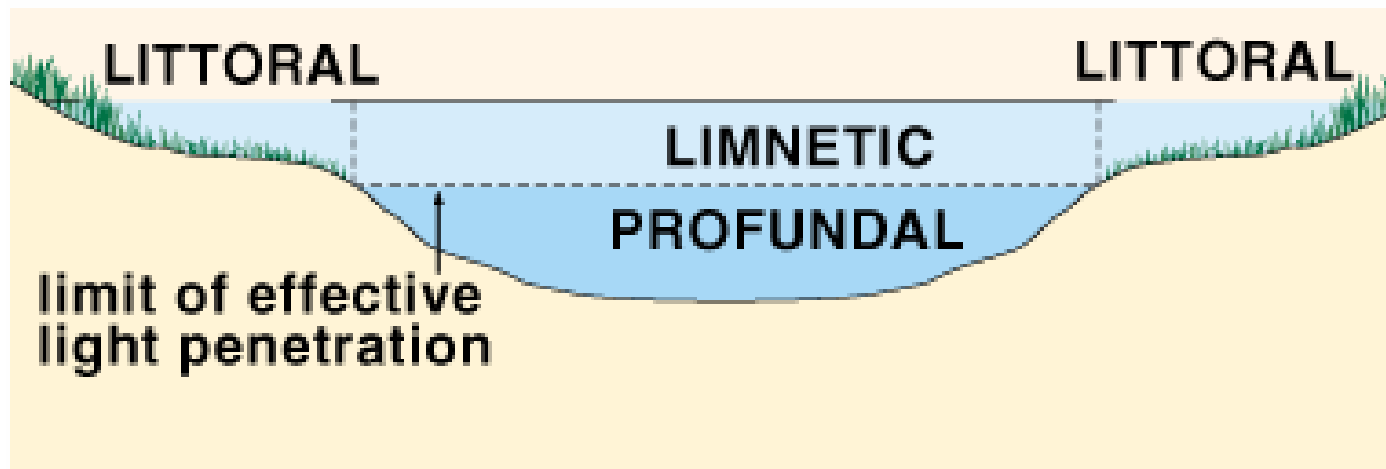 LITTORAL
LITTORAL
LIMNETIC
PROFUNDAL
limit of effective
light penetration